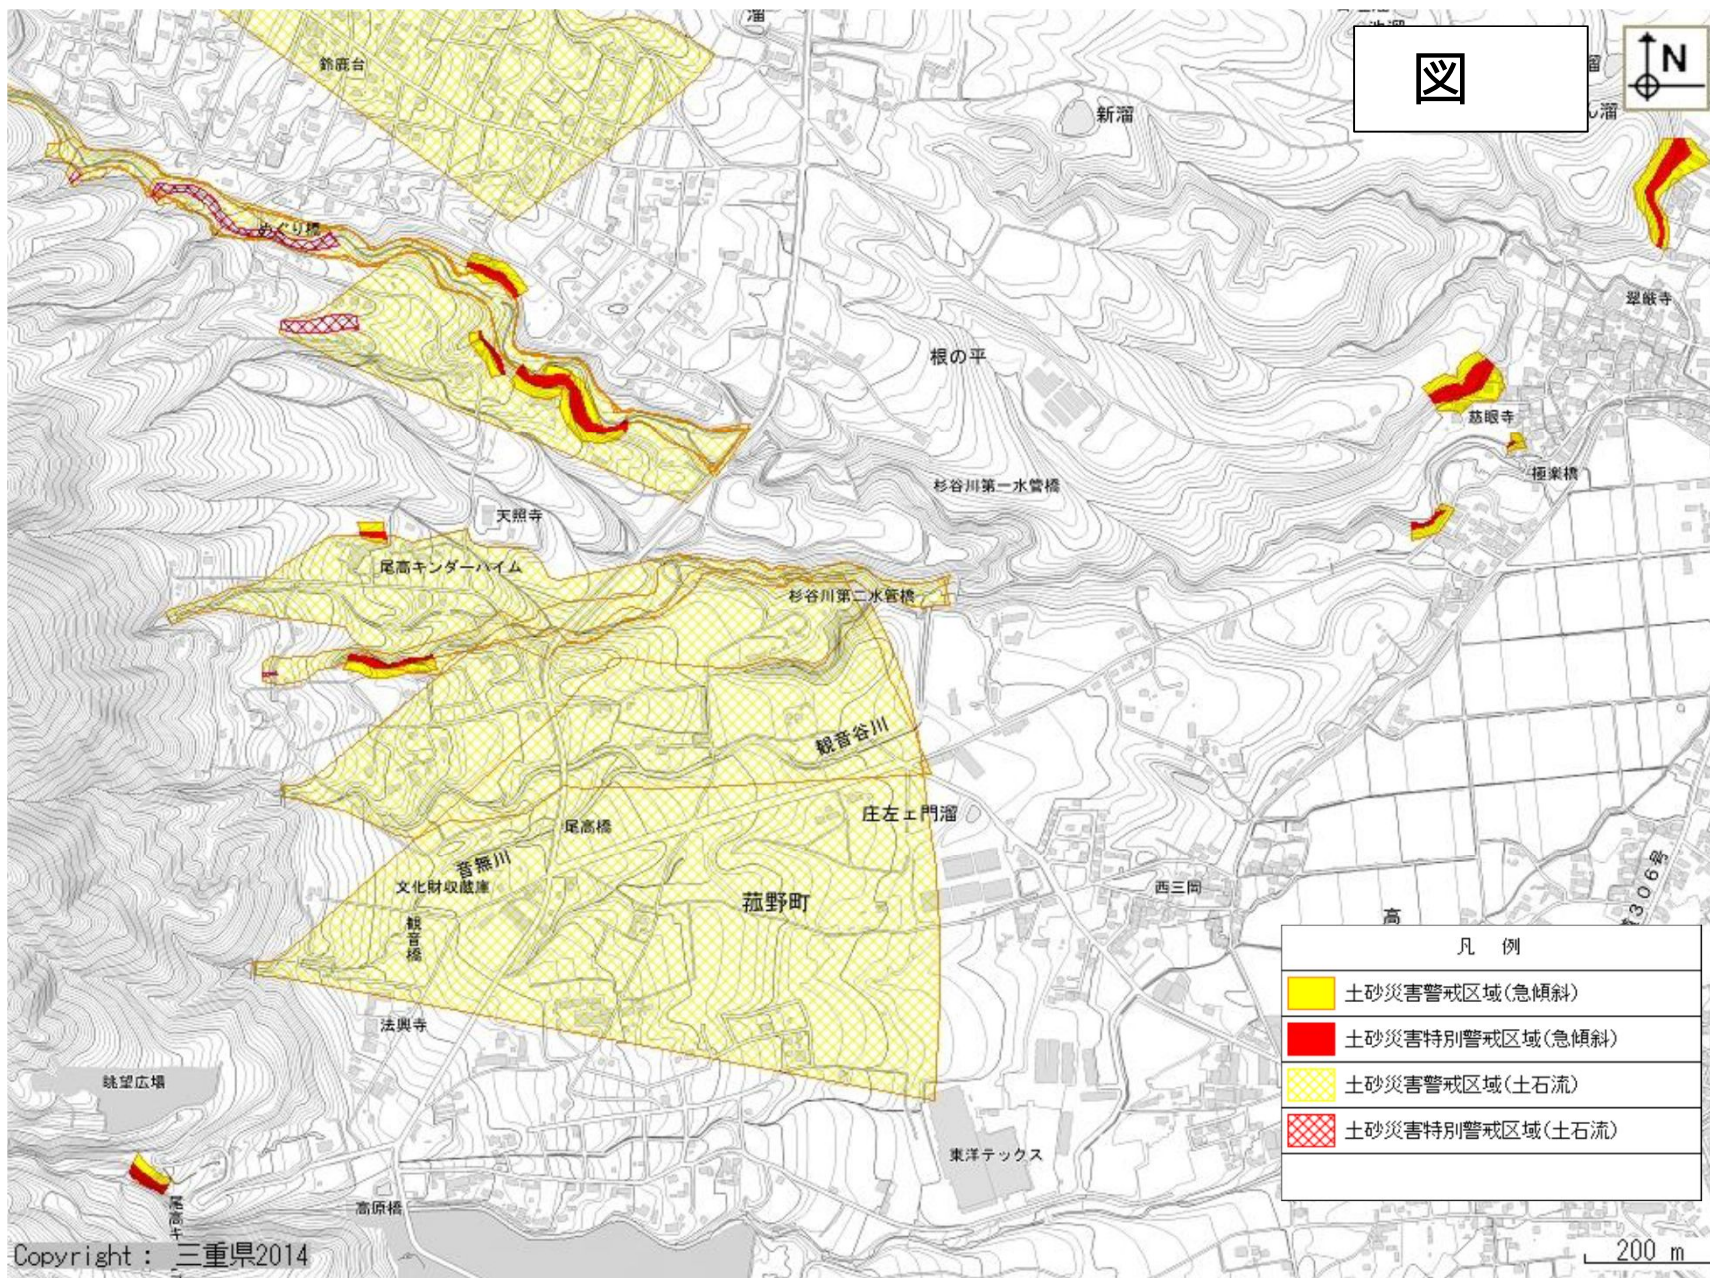 溜
鈴鹿台
新溜
図
N
溜
溜
めぐり橋
翠巌寺
根の平
慈眼寺
極楽橋
杉谷川第一水管橋
天照寺
尾高キンダーハイム
杉谷川第二水管橋
観音谷川
庄左ェ門溜
尾高橋
音無川
文化財収蔵庫
菰野町
西三岡
観音橋
高
306号
法興寺
眺望広場
東洋テックス
尾高キ
高原橋
凡 例
土砂災害警戒区域(急傾斜)
土砂災害特別警戒区域(急傾斜)
土砂災害警戒区域(土石流)
土砂災害特別警戒区域(土石流)
Copyright : 三重県2014
200 m